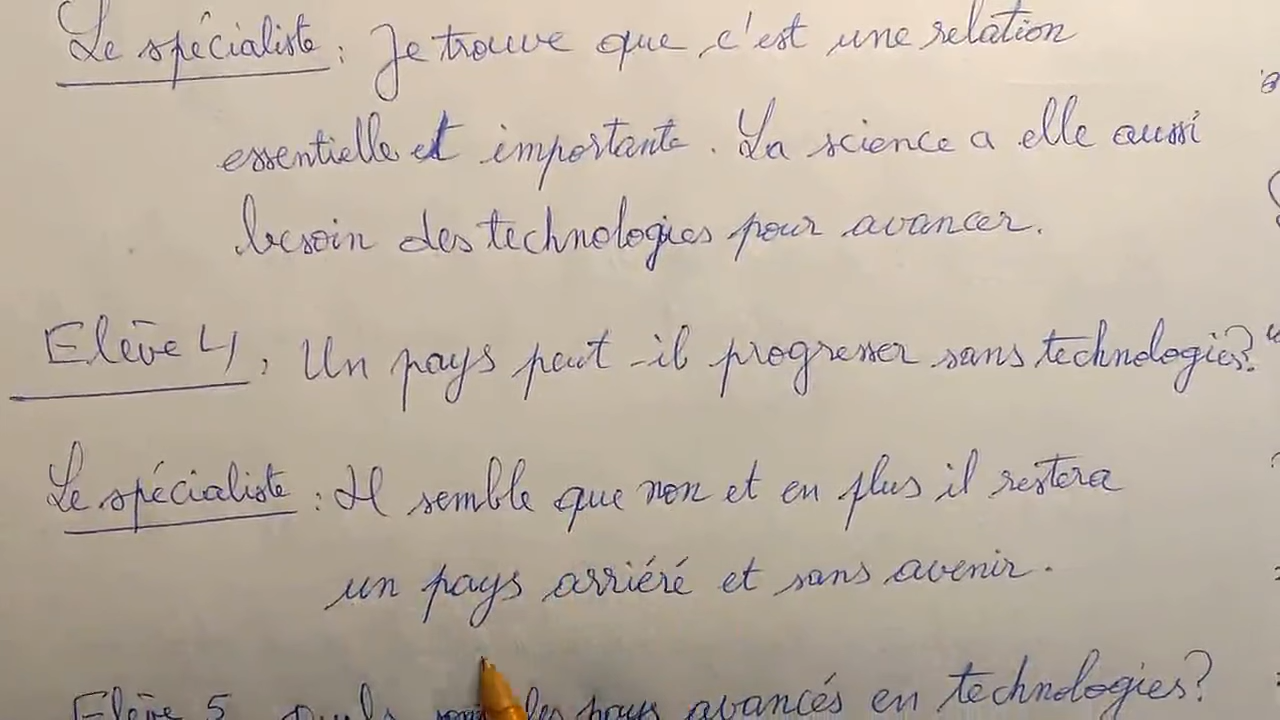 Le spécialiste : Je trouve que c'est une relation
essentielle et importante. La science a elle aussi
besoin des technologies pour avancer.
Elève 4 : Un pays peut-il progresser sans technologies ?
Le spécialiste : Il semble que non et en plus il restera
un pays arriéré et sans avenir.
Elève 5 les pays avancés en technologies ?